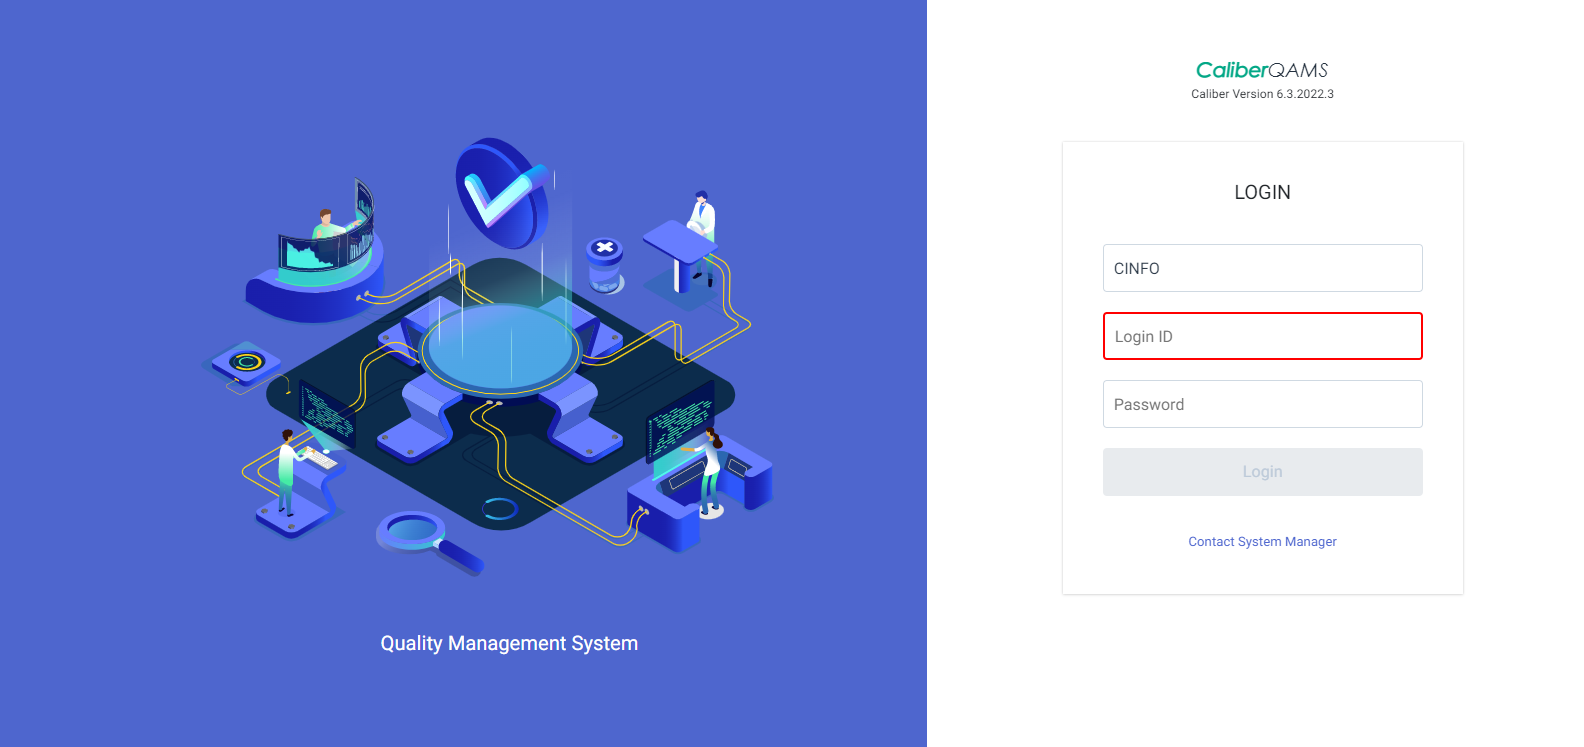 Quality Management System
CaliberQAMS
Caliber Version 6.3.2022.3
LOGIN
CINFO
Login ID
Password
Login
Contact System Manager